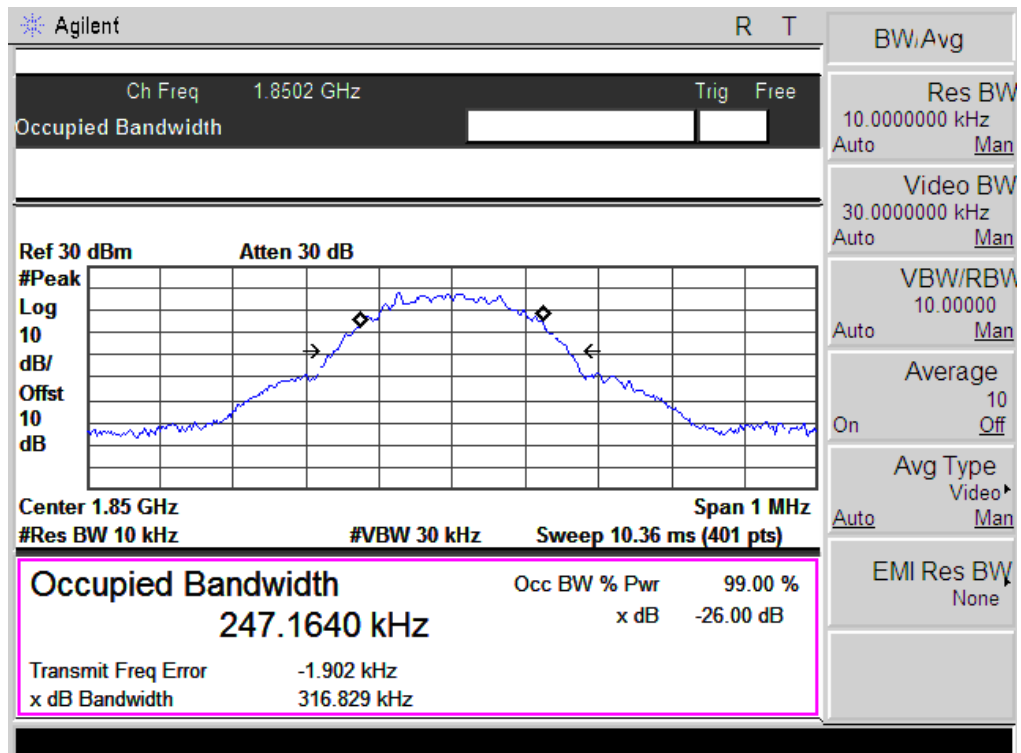 Agilent R T
Ch Freq 1.8502 GHz Trig Free
Occupied Bandwidth
Ref 30 dBm Atten 30 dB
#Peak
Log
10
dB/
Offst
10
dB
Center 1.85 GHz Span 1 MHz
#Res BW 10 kHz #VBW 30 kHz Sweep 10.36 ms (401 pts)
Occupied Bandwidth Occ BW % Pwr 99.00 %
247.1640 kHz x dB -26.00 dB
Transmit Freq Error -1.902 kHz
x dB Bandwidth 316.829 kHz
BW/Avg
Res BW
10.0000000 kHz
Auto Man
Video BW
30.0000000 kHz
Auto Man
VBW/RBW
10.00000
Auto Man
Average
10
On Off
Avg Type
Video
Auto Man
EMI Res BW
None